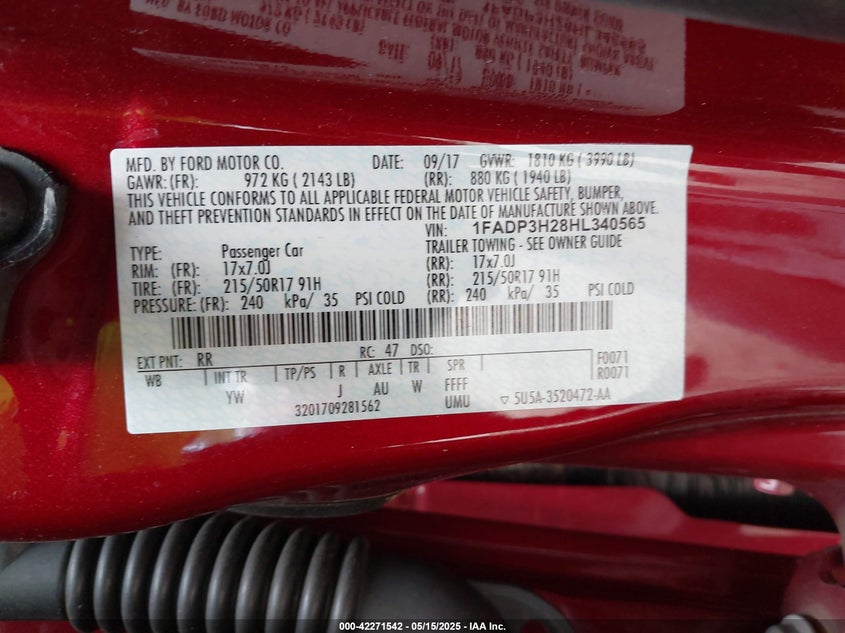 MFD. BY FORD MOTOR CO. DATE: 09/17 GVWR: 1810 KG ( 3990 LB)
GAWR: (FR): 972 KG ( 2143 LB) (RR): 880 KG ( 1940 LB)
THIS VEHICLE CONFORMS TO ALL APPLICABLE FEDERAL MOTOR VEHICLE SAFETY, BUMPER,
AND THEFT PREVENTION STANDARDS IN EFFECT ON THE DATE OF MANUFACTURE SHOWN ABOVE.
VIN: 1FADP3H28HL340565
TYPE: Passenger Car TRAILER TOWING - SEE OWNER GUIDE
RIM: (FR): 17x7.0J (RR): 17x7.0J
TIRE: (FR): 215/50R17 91H (RR): 215/50R17 91H
PRESSURE: (FR): 240 kPa/ 35 PSI COLD (RR): 240 kPa/ 35 PSI COLD
EXT PNT: RR RC: 47 DSO: F0071
WB INT TR TP/PS R AXLE TR SPR R0071
YW J AU W FFFF
3201709281562 UMU ▽ 5U5A-3520472-AA
000-42271542 - 05/15/2025 - IAA Inc.